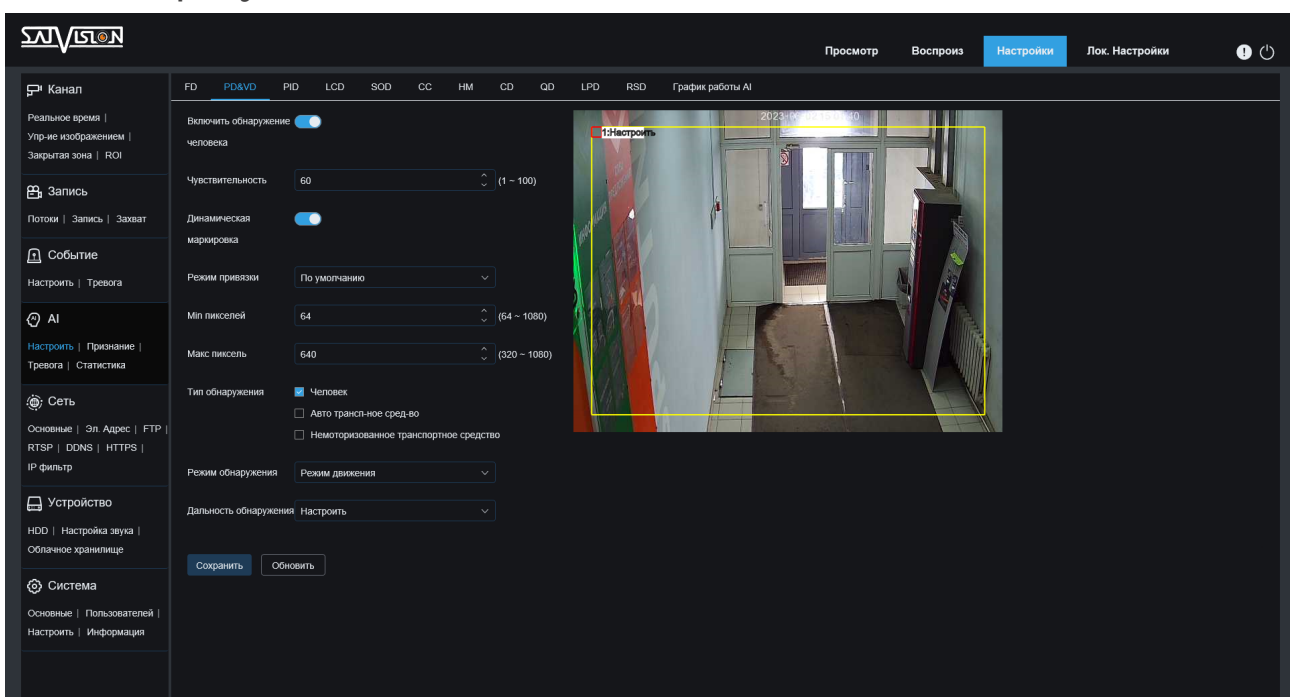 SATVISION
Просмотр Воспроиз Настройки Лок. Настройки
Канал
Реальное время |
Упр-ие изображением |
Закрытая зона | ROI
Запись
Потоки | Запись | Захват
Событие
Настроить | Тревога
AI
Настроить | Признание |
Тревога | Статистика
Сеть
Основные | Эл. Адрес | FTP |
RTSP | DDNS | HTTPS |
IP фильтр
Устройство
HDD | Настройка звука |
Облачное хранилище
Система
Основные | Пользователей |
Настроить | Информация
FD PD&VD PID LCD SOD CC HM CD QD LPD RSD График работы AI
Включить обнаружение
человека
Чувствительность 60 (1 ~ 100)
Динамическая
маркировка
Режим привязки По умолчанию
Min пикселей 64 (64 ~ 1080)
Макс пиксель 640 (320 ~ 1080)
Тип обнаружения Человек
Авто трансп-ное сред-во
Немоторизованное транспортное средство
Режим обнаружения Режим движения
Дальность обнаружения Настроить
Сохранить Обновить
1:Настроить